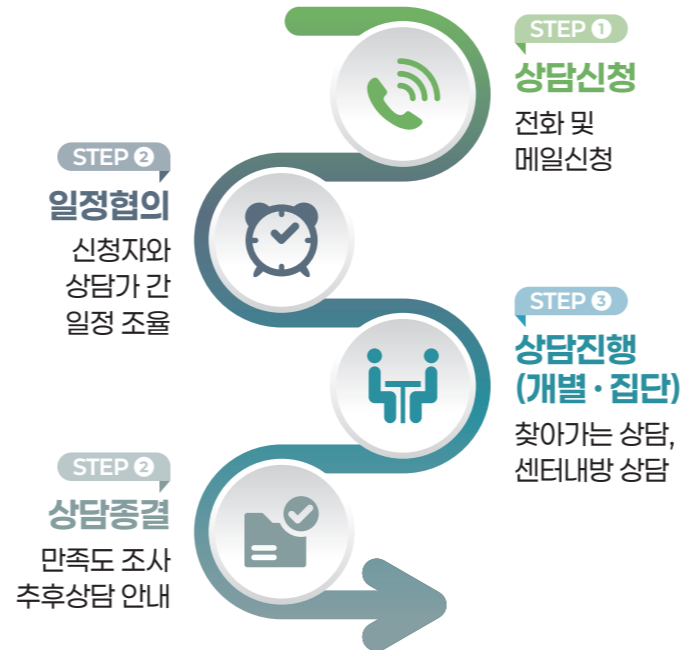 STEP ❶
상담신청
전화 및
메일신청
STEP ❷
일정협의
신청자와
상담가 간
일정 조율
STEP ❸
상담진행
(개별·집단)
찾아가는 상담,
센터내방 상담
STEP ❷
상담종결
만족도 조사
추후상담 안내